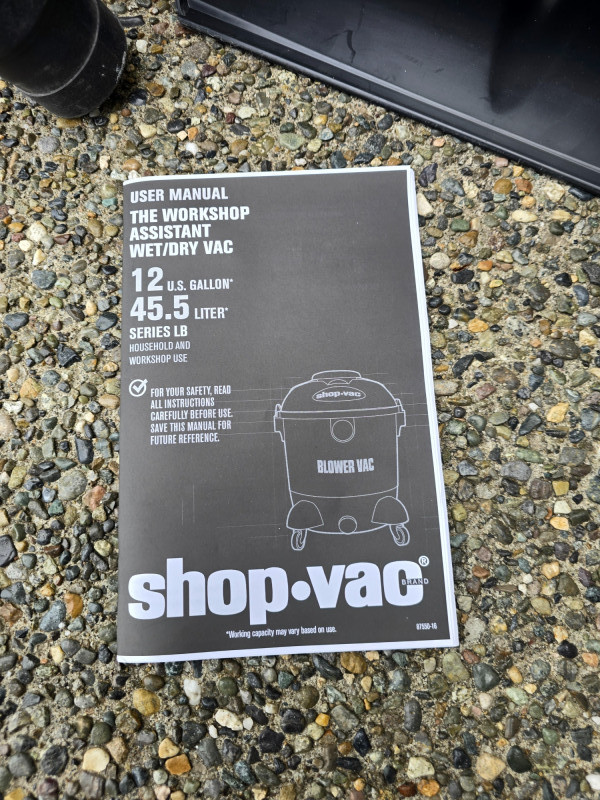 USER MANUAL
THE WORKSHOP
ASSISTANT
WET/DRY VAC
12 U.S. GALLON*
45.5 LITER*
SERIES LB
HOUSEHOLD AND
WORKSHOP USE
FOR YOUR SAFETY, READ
ALL INSTRUCTIONS
CAREFULLY BEFORE USE.
SAVE THIS MANUAL FOR
FUTURE REFERENCE.
shop•vac
BLOWER VAC
shop•vac®
BRAND
*Working capacity may vary based on use.
97550-16